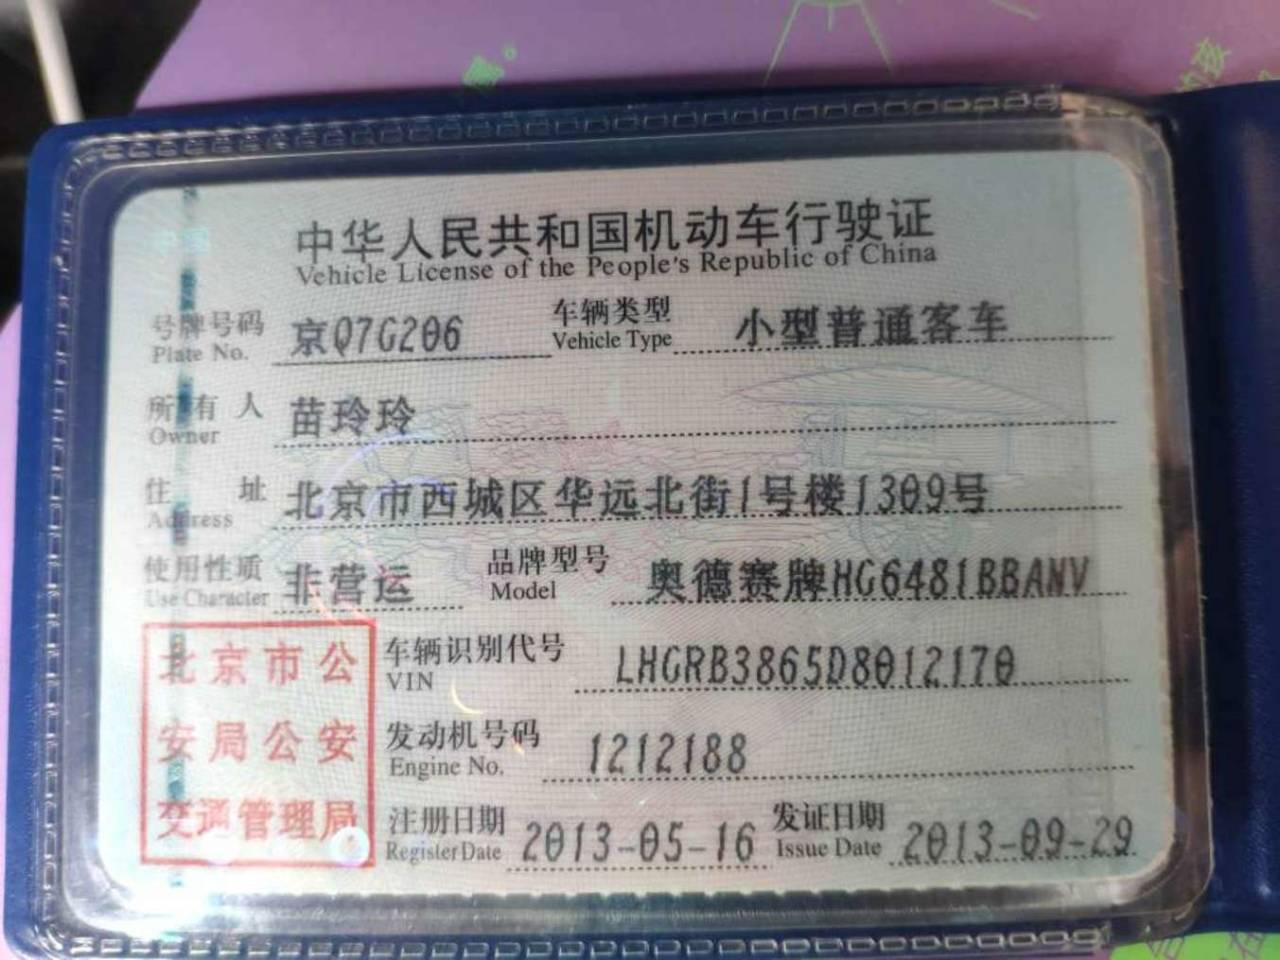 中华人民共和国机动车行驶证
Vehicle License of the People's Republic of China
号牌号码 京Q7G206 车辆类型 小型普通客车
Plate No. Vehicle Type
所有人 苗玲玲
Owner
住址 北京市西城区华远北街1号楼1309号
Address
使用性质 非营运 品牌型号 奥德赛牌HG6481BBANV
Use Character Model
北京市公 车辆识别代号 LHGRB3865D8012170
VIN
安局公安 发动机号码 1212188
Engine No.
交通管理局 注册日期 2013-05-16 发证日期 2013-09-29
Register Date Issue Date